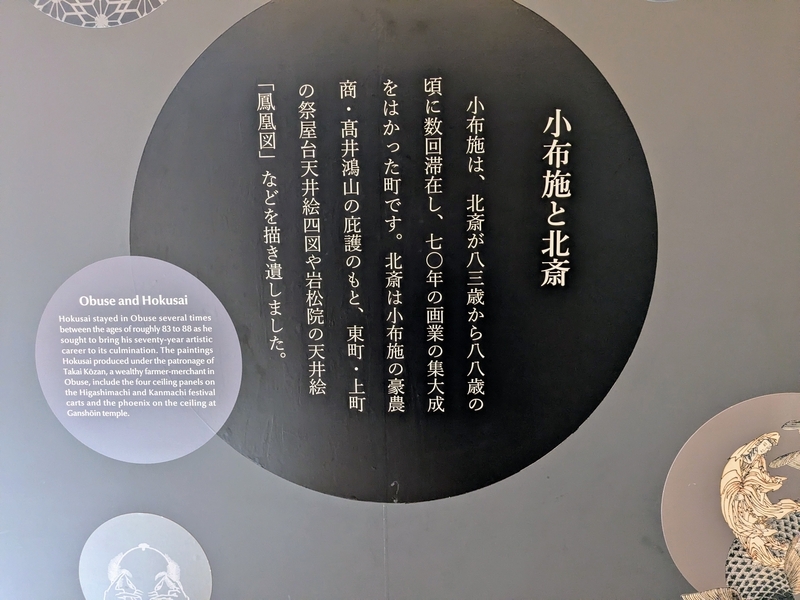 小布施と北斎
小布施は、北斎が八三歳から八八歳の
頃に数回滞在し、七〇年の画業の集大成
をはかった町です。北斎は小布施の豪農
商・髙井鴻山の庇護のもと、東町・上町
の祭屋台天井絵四図や岩松院の天井絵
「鳳凰図」などを描き遺しました。
Obuse and Hokusai
Hokusai stayed in Obuse several times
between the ages of roughly 83 to 88 as he
sought to bring his seventy-year artistic
career to its culmination. The paintings
Hokusai produced under the patronage of
Takai Kōzan, a wealthy farmer-merchant in
Obuse, include the four ceiling panels on
the Higashimachi and Kanmachi festival
carts and the phoenix on the ceiling at
Ganshōin temple.